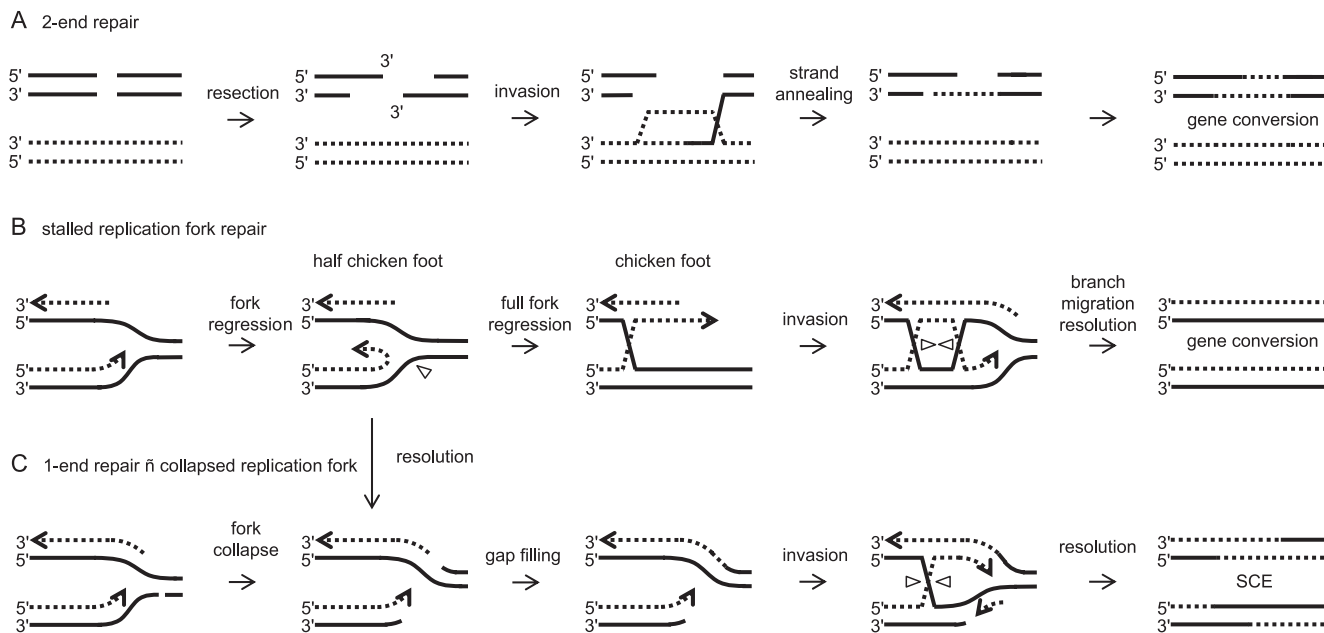 A 2-end repair
3'
5' 5' 5' 5' 5'
3' resection 3' invasion 3' strand annealing 3' 3'
3'
gene conversion
3' 3' 3' 3' 3'
5' 5' 5' 5' 5'
B stalled replication fork repair
half chicken foot chicken foot
3' 3' 3' 3' 3'
5' fork regression 5' full fork regression 5' invasion 5' branch migration resolution 5'
gene conversion
5' 5' 5' 5' 5'
3' 3' 3' 3' 3'
resolution
C 1-end repair ñ collapsed replication fork
3' 3' 3' 3' 3'
5' fork collapse 5' gap filling 5' invasion 5' resolution 5'
SCE
5' 5' 5' 5' 5'
3' 3' 3' 3' 3'